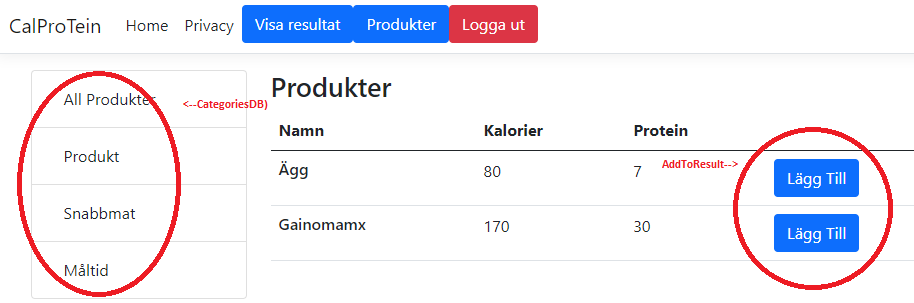 CalProTein Home Privacy Visa resultat Produkter Logga ut
All Produkter
<--CategoriesDB)
Produkt
Snabbmat
Måltid
Produkter
Namn Kalorier Protein
Ägg 80 7 AddToResult--> Lägg Till
Gainomamx 170 30 Lägg Till